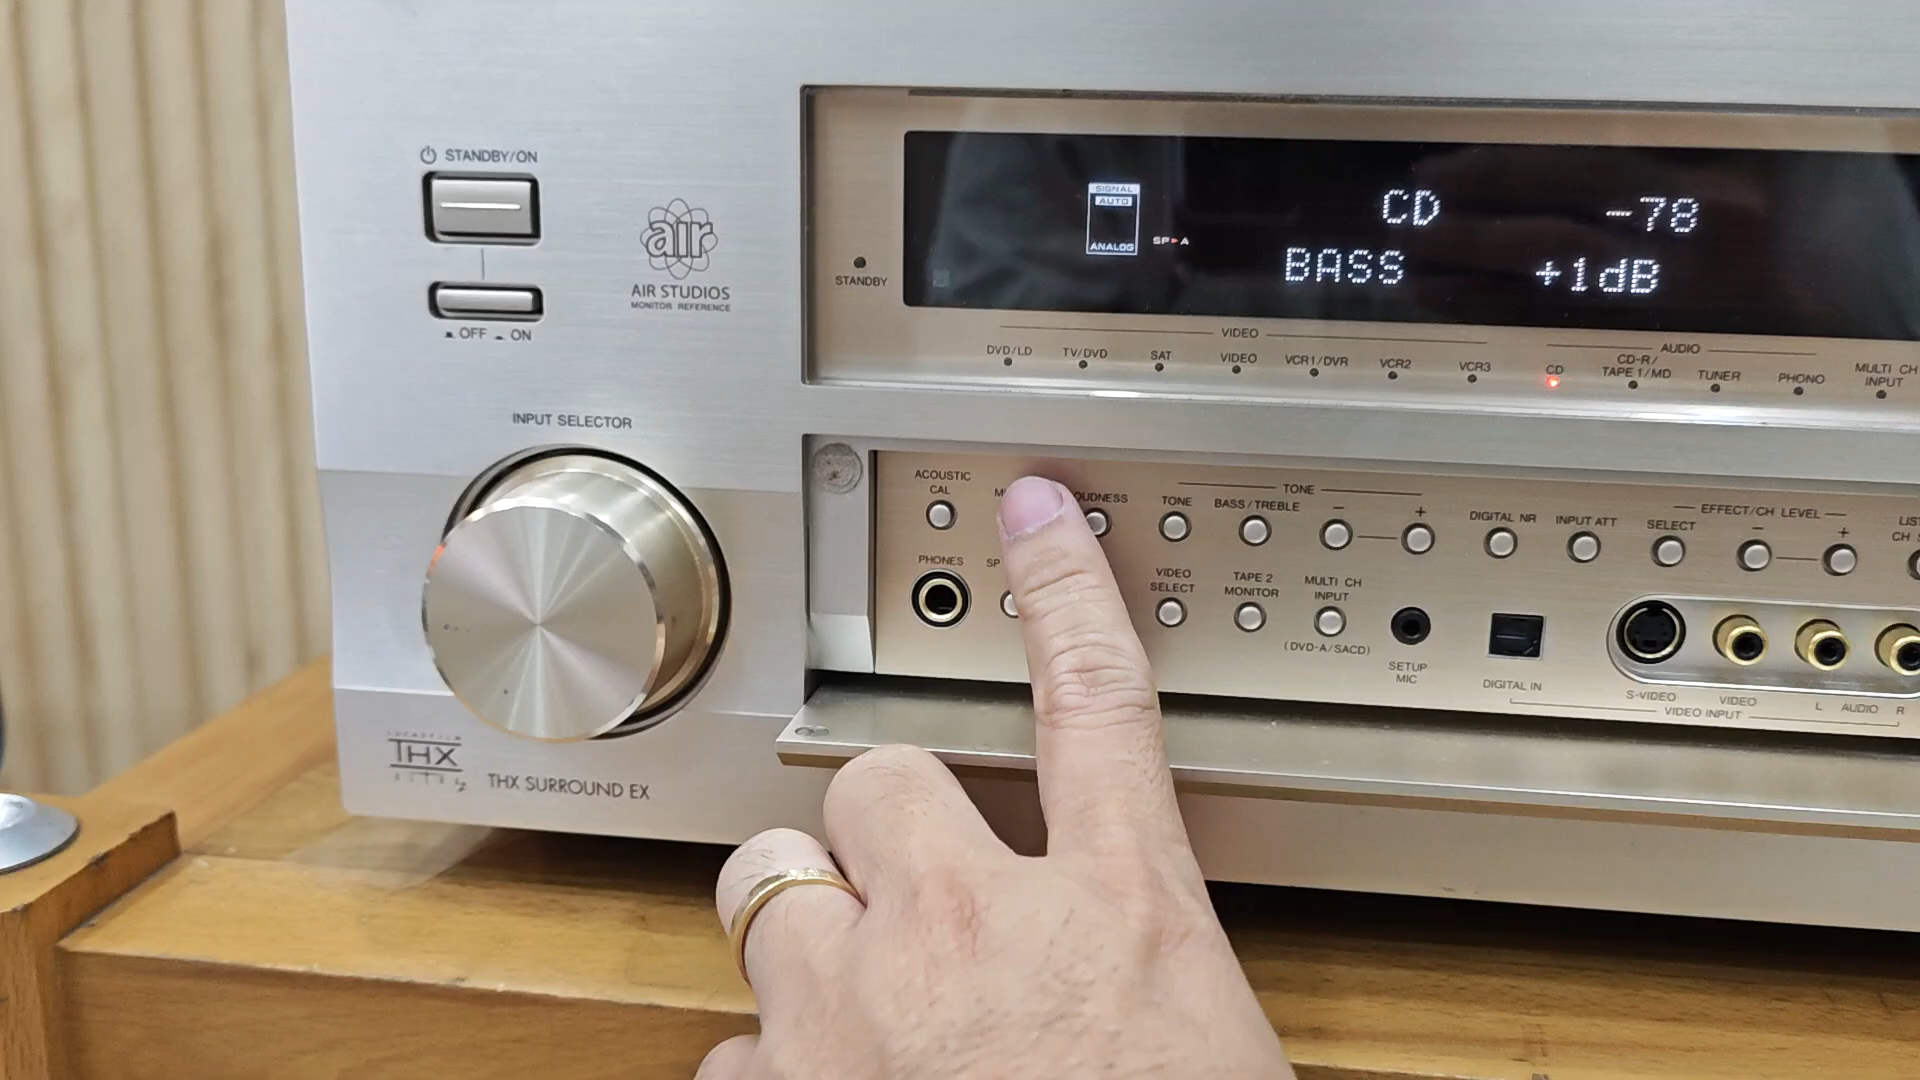 STANDBY/ON
OFF ON
air
AIR STUDIOS
MONITOR REFERENCE
INPUT SELECTOR
THX
THX SURROUND EX
STANDBY
SIGNAL
AUTO
ANALOG
SP►A
CD -78
BASS +1dB
VIDEO
DVD/LD TV/DVD SAT VIDEO VCR1/DVR VCR2 VCR3
AUDIO
CD CD-R/TAPE 1/MD TUNER PHONO MULTI CH INPUT
ACOUSTIC CAL
TONE
TONE BASS/TREBLE − +
DIGITAL NR INPUT ATT
EFFECT/CH LEVEL
SELECT − +
CH
PHONES
SP
VIDEO SELECT
TAPE 2 MONITOR
MULTI CH INPUT
(DVD-A/SACD)
SETUP MIC
DIGITAL IN
S-VIDEO VIDEO L AUDIO R
VIDEO INPUT